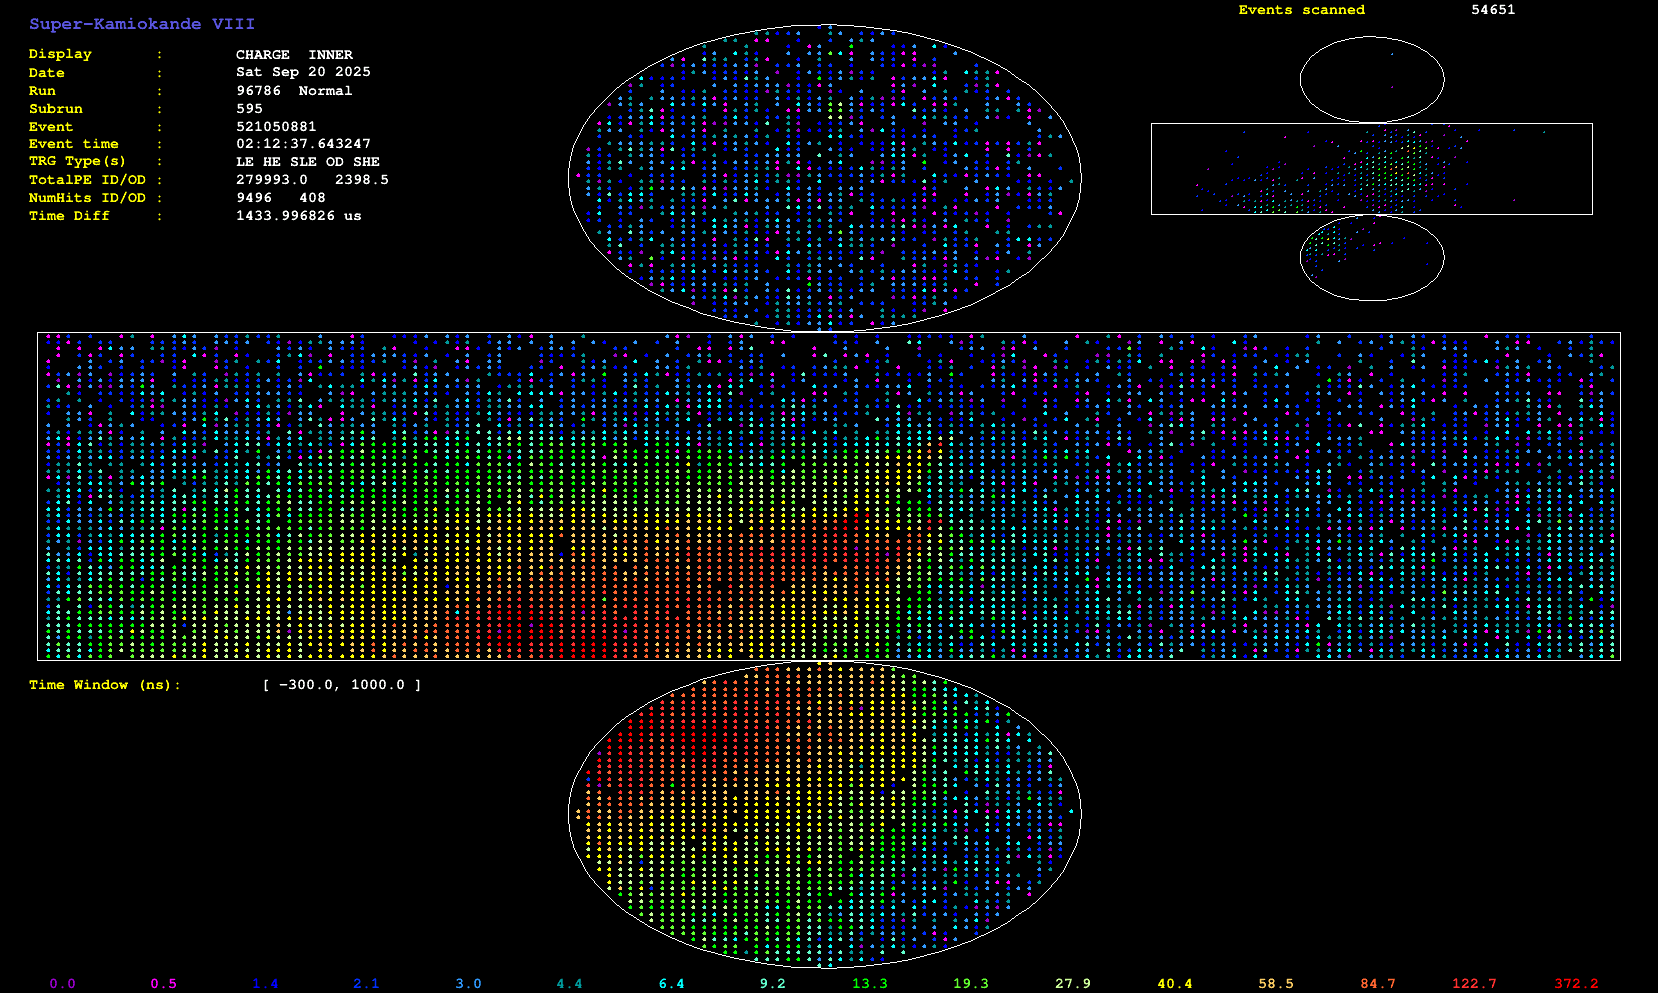 Super-Kamiokande VIII
Events scanned 54651
Display : CHARGE INNER
Date : Sat Sep 20 2025
Run : 96786 Normal
Subrun : 595
Event : 521050881
Event time : 02:12:37.643247
TRG Type(s) : LE HE SLE OD SHE
TotalPE ID/OD : 279993.0 2398.5
NumHits ID/OD : 9496 408
Time Diff : 1433.996826 us
Time Window (ns): [ -300.0, 1000.0 ]
0.0 0.5 1.4 2.1 3.0 4.4 6.4 9.2 13.3 19.3 27.9 40.4 58.5 84.7 122.7 372.2